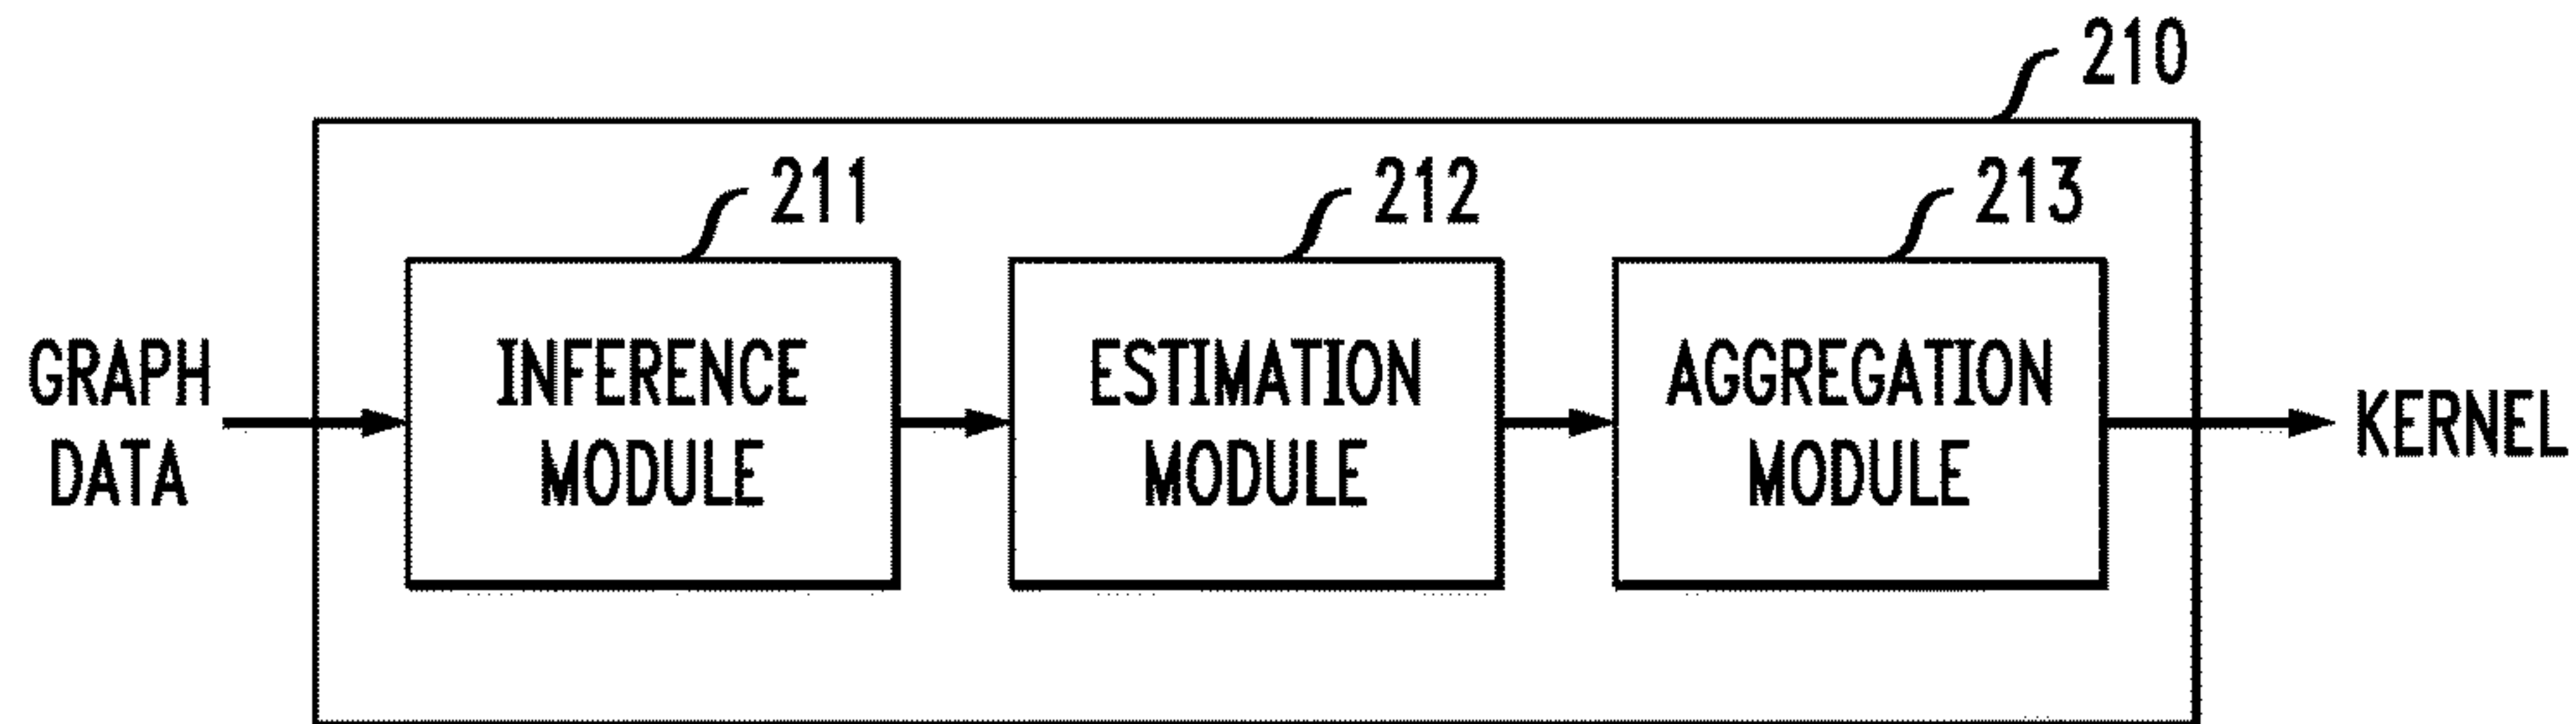 210
211
212
213
GRAPH
DATA
INFERENCE
MODULE
ESTIMATION
MODULE
AGGREGATION
MODULE
KERNEL